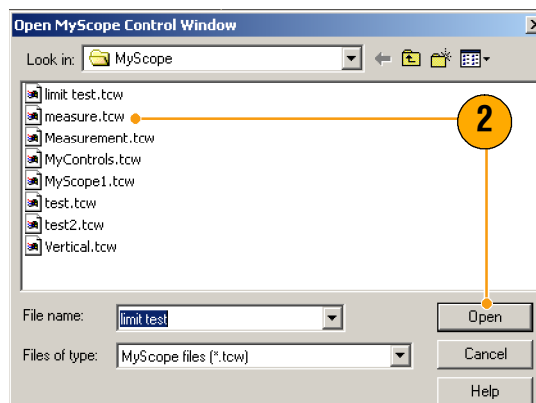 Open MyScope Control Window
Look in: MyScope
limit test.tcw
measure.tcw
2
Measurement.tcw
MyControls.tcw
MyScope1.tcw
test.tcw
test2.tcw
Vertical.tcw
File name: limit test Open
Files of type: MyScope files (*.tcw) Cancel
Help